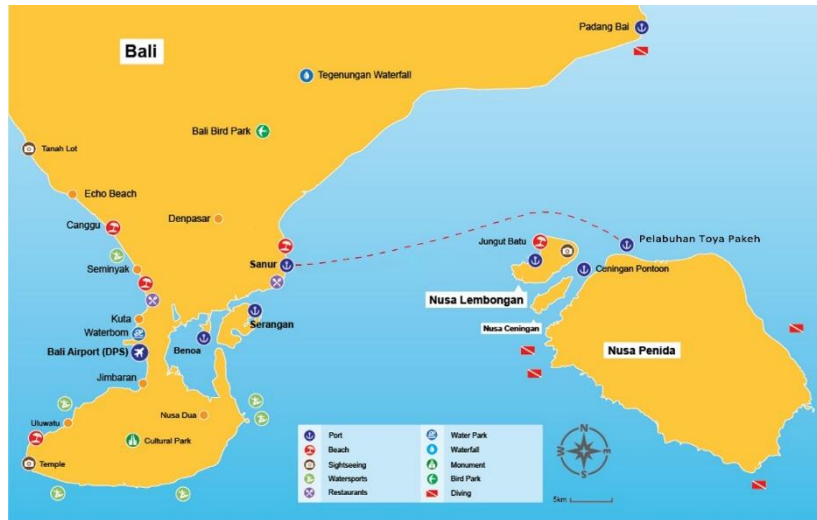 Padang Bai
Bali
Tegenungan Waterfall
Bali Bird Park
Tanah Lot
Echo Beach
Denpasar
Canggu
Jungut Batu
Pelabuhan Toya Pakeh
Sanur
Seminyak
Ceningan Pontoon
Nusa Lembongan
Kuta
Serangan
Waterbom
Nusa Ceningan
Benoa
Bali Airport (DPS)
Nusa Penida
Jimbaran
Nusa Dua
Uluwatu
Cultural Park
Temple
Port
Beach
Sightseeing
Watersports
Restaurants
Water Park
Waterfall
Monument
Bird Park
Diving
N
W
E
S
5km